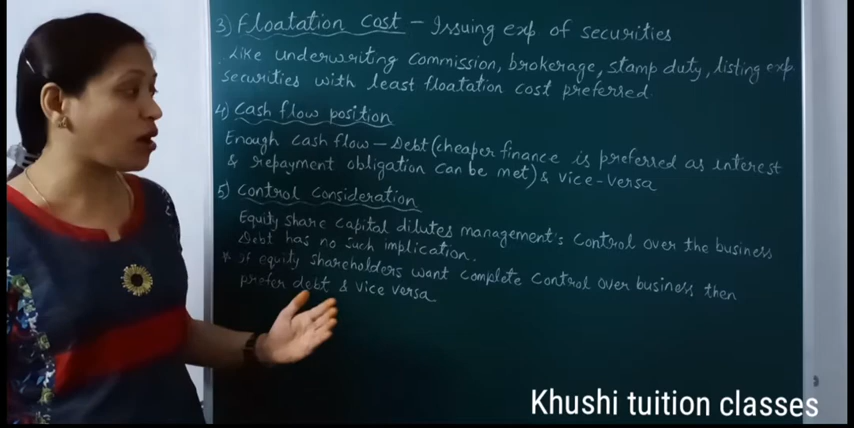 3) Floatation Cost - Issuing exp of securities
Like underwriting commission, brokerage, stamp duty, listing exp
securities with least floatation cost preferred.
4) Cash flow position
Enough cash flow - Debt (cheaper finance is preferred as interest
& repayment obligation can be met) & vice-versa
5) Control Consideration
Equity share capital dilutes management's control over the business
Debt has no such implication.
* If equity shareholders want complete control over business then
prefer debt & vice versa
Khushi tuition classes